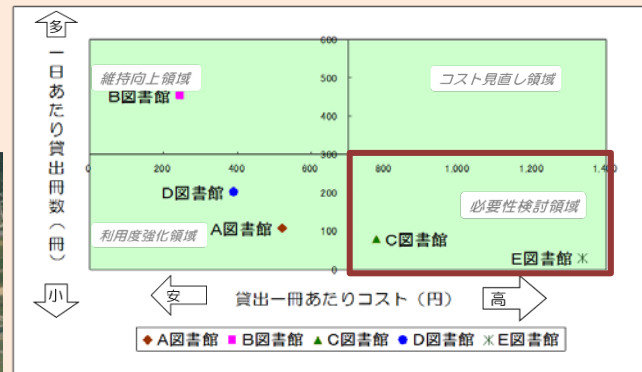 多
一日あたり貸出冊数（冊）
小
600
500
400
300
200
100
0
維持向上領域
コスト見直し領域
B図書館
0 200 400 600 800 1,000 1,200 1,400
D図書館
必要性検討領域
利用度強化領域
A図書館
C図書館
E図書館
安
貸出一冊あたりコスト（円）
高
A図書館 B図書館 C図書館 D図書館 E図書館